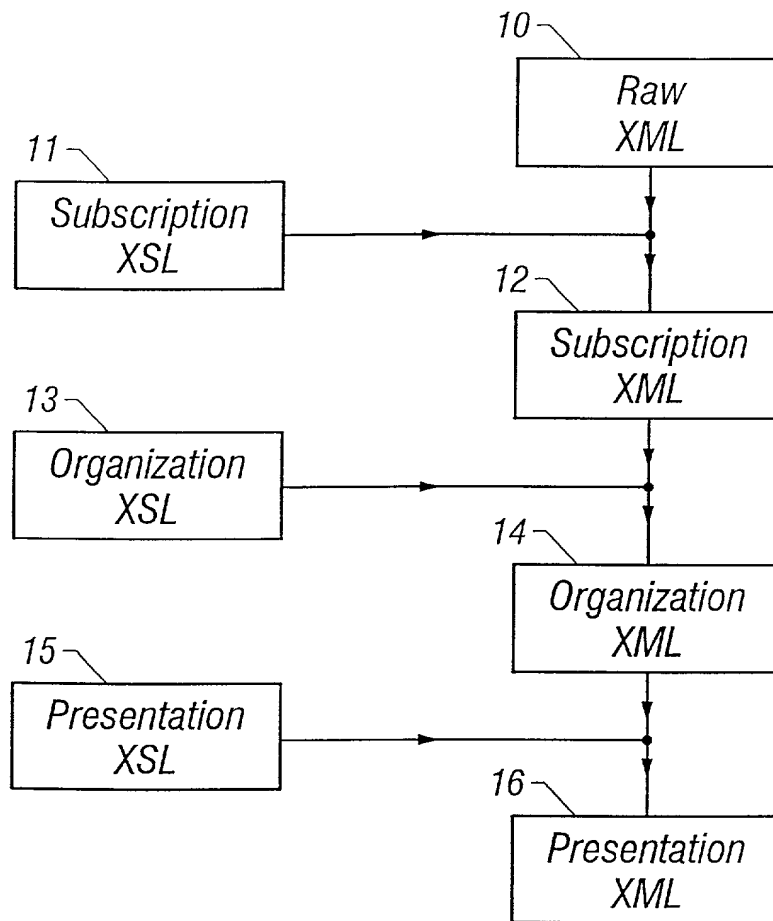 10
Raw
XML
11
Subscription
XSL
12
Subscription
XML
13
Organization
XSL
14
Organization
XML
15
Presentation
XSL
16
Presentation
XML